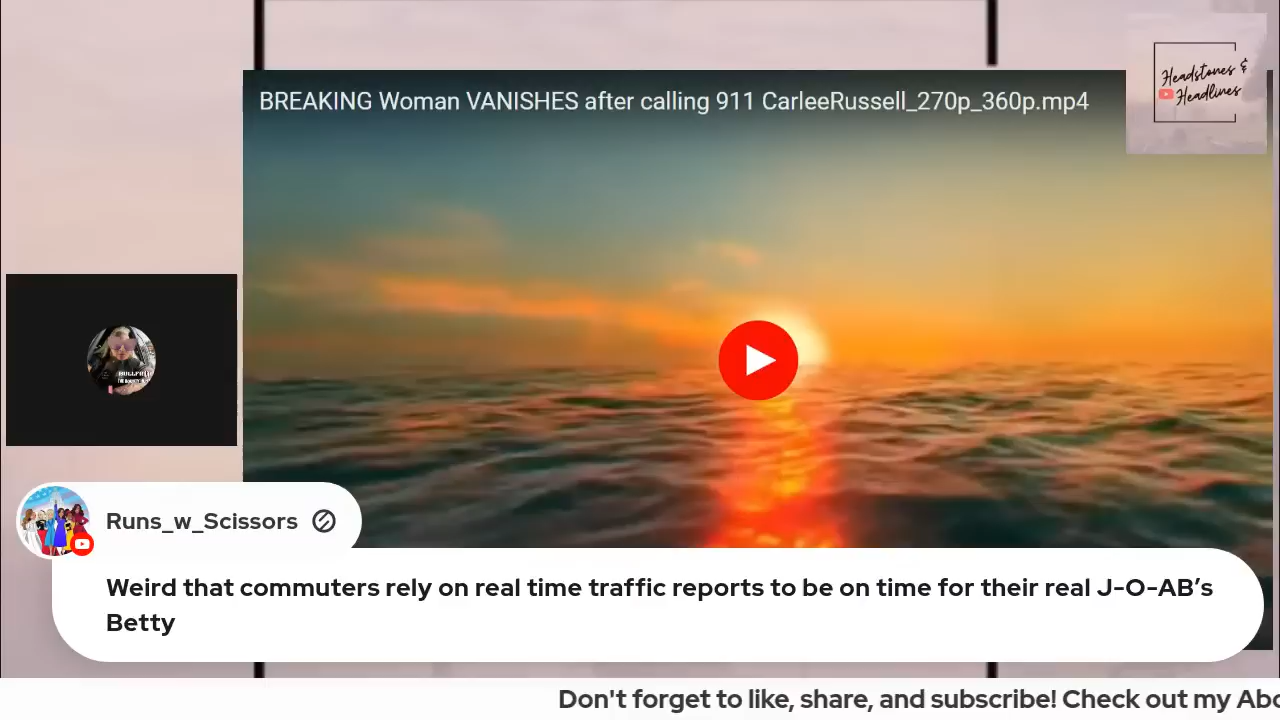 BREAKING Woman VANISHES after calling 911 CarleeRussell_270p_360p.mp4
Headstones &
Headlines
Runs_w_Scissors
Weird that commuters rely on real time traffic reports to be on time for their real J-O-AB’s
Betty
Don't forget to like, share, and subscribe! Check out my Abo